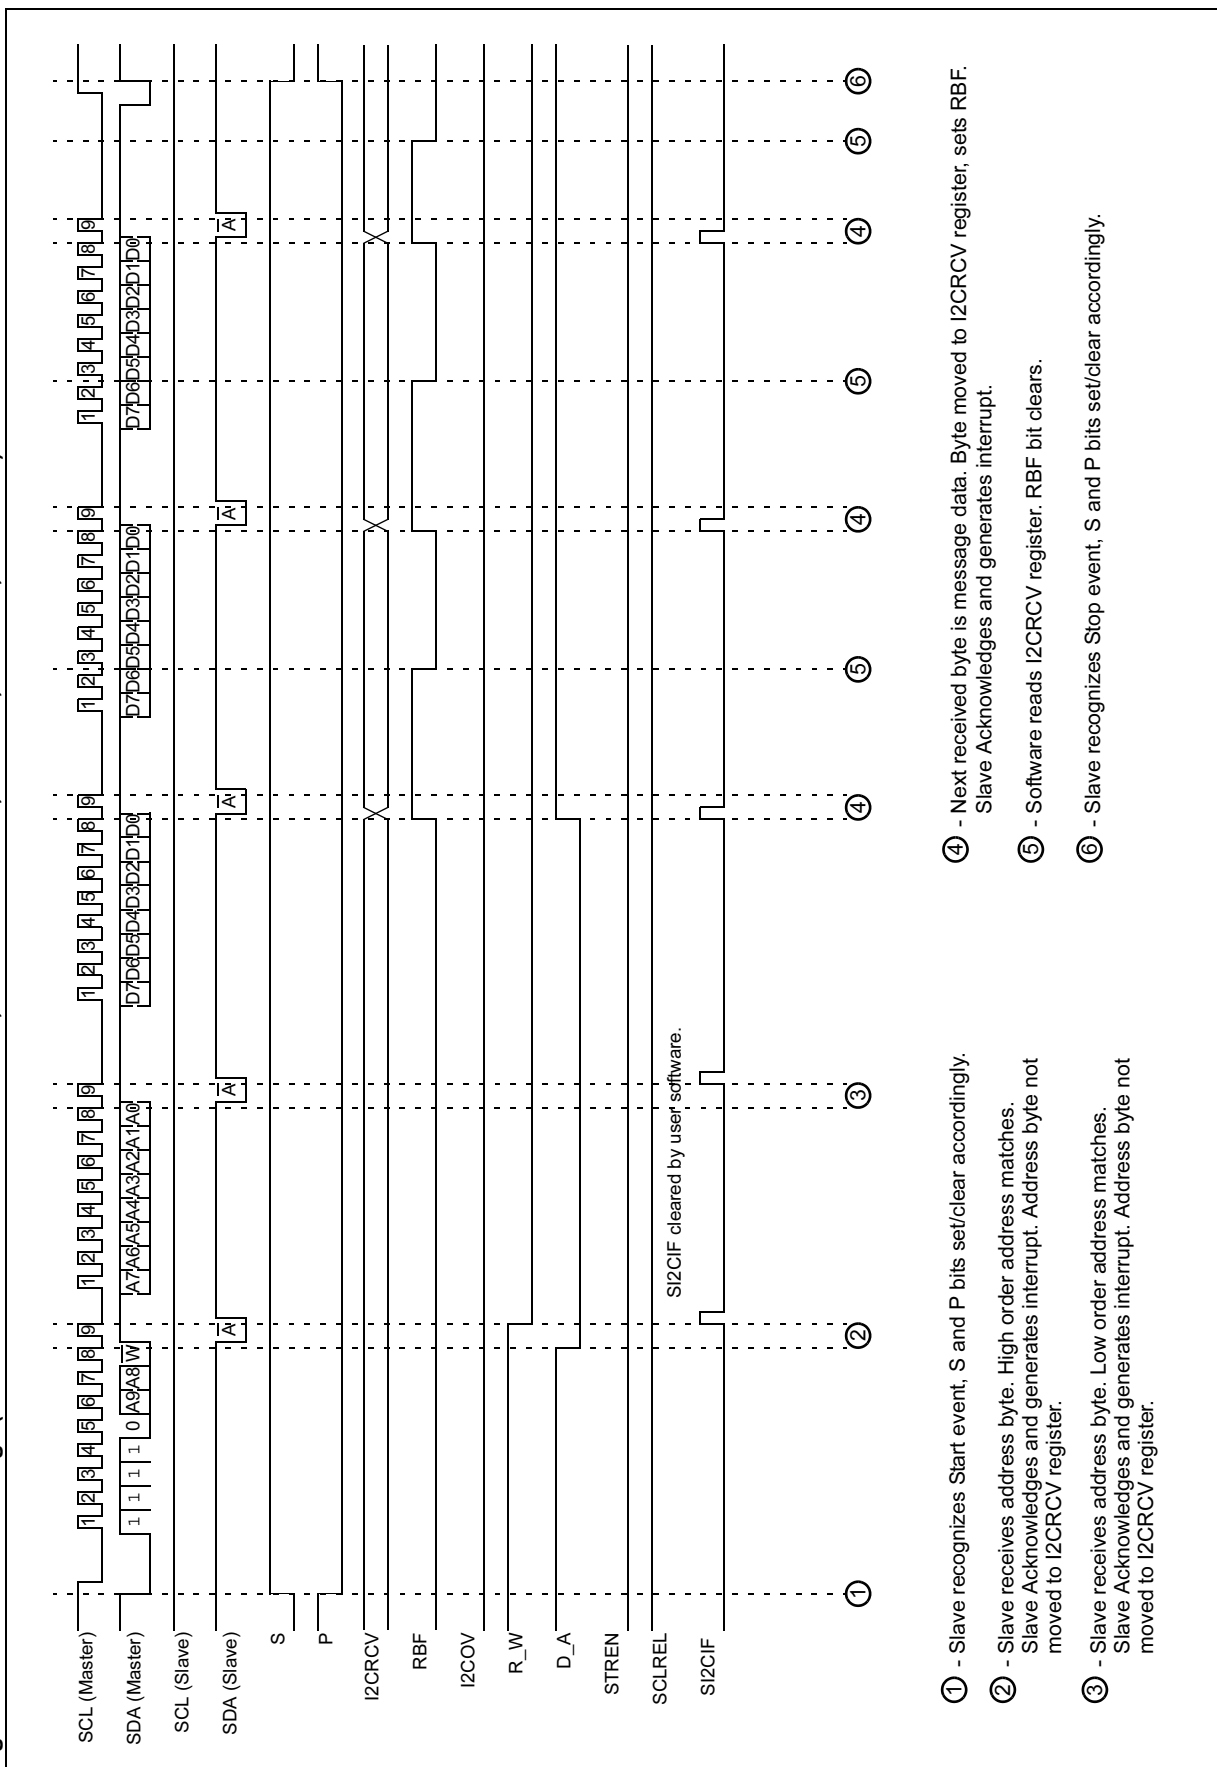 SCL (Master) 1 2 3 4 5 6 7 8 9 1 2 3 4 5 6 7 8 9 1 2 3 4 5 6 7 8 9 1 2 3 4 5 6 7 8 9 1 2 3 4 5 6 7 8 9
SDA (Master) 1 1 1 1 0 A9 A8 W̅ A7 A6 A5 A4 A3 A2 A1 A0 D7 D6 D5 D4 D3 D2 D1 D0 D7 D6 D5 D4 D3 D2 D1 D0 D7 D6 D5 D4 D3 D2 D1 D0
SCL (Slave)
SDA (Slave) A̅ A̅ A̅ A̅ A̅
S
P
I2CRCV
RBF
I2COV
R_W
D_A
STREN
SCLREL
SI2CIF cleared by user software.
SI2CIF
① ② ③ ④ ⑤ ④ ⑤ ④ ⑤ ⑥
① - Slave recognizes Start event, S and P bits set/clear accordingly.
② - Slave receives address byte. High order address matches.
Slave Acknowledges and generates interrupt. Address byte not
moved to I2CRCV register.
③ - Slave receives address byte. Low order address matches.
Slave Acknowledges and generates interrupt. Address byte not
moved to I2CRCV register.
④ - Next received byte is message data. Byte moved to I2CRCV register, sets RBF.
Slave Acknowledges and generates interrupt.
⑤ - Software reads I2CRCV register. RBF bit clears.
⑥ - Slave recognizes Stop event, S and P bits set/clear accordingly.